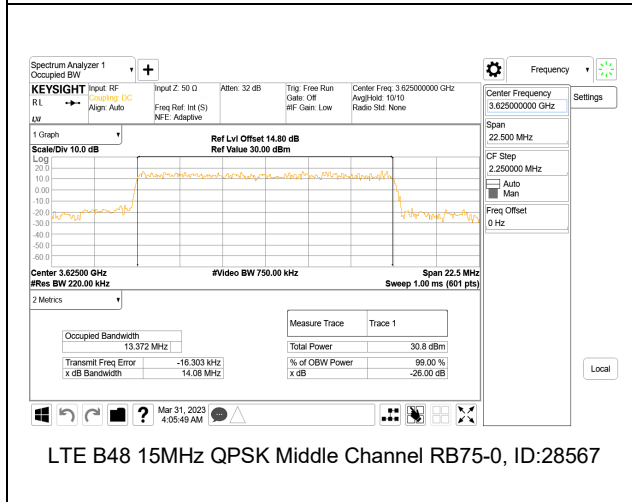 Spectrum Analyzer 1
Occupied BW
Frequency
KEYSIGHT
Input: RF
Coupling: DC
Align: Auto
Input Z: 50 Ω
Freq Ref: Int (S)
NFE: Adaptive
Atten: 32 dB
Trig: Free Run
Gate: Off
#IF Gain: Low
Center Freq: 3.625000000 GHz
Avg|Hold: 10/10
Radio Std: None
RL
LXI
Center Frequency
3.625000000 GHz
Settings
Span
22.500 MHz
CF Step
2.250000 MHz
Auto
Man
Freq Offset
0 Hz
Local
1 Graph
Scale/Div 10.0 dB
Ref Lvl Offset 14.80 dB
Ref Value 30.00 dBm
Log
20.0
10.0
0.00
-10.0
-20.0
-30.0
-40.0
-50.0
-60.0
Center 3.62500 GHz
#Video BW 750.00 kHz
Span 22.5 MHz
#Res BW 220.00 kHz
Sweep 1.00 ms (601 pts)
2 Metrics
Measure Trace Trace 1
Occupied Bandwidth
13.372 MHz
Total Power 30.8 dBm
Transmit Freq Error -16.303 kHz
% of OBW Power 99.00 %
x dB Bandwidth 14.08 MHz
x dB -26.00 dB
Mar 31, 2023
4:05:49 AM
LTE B48 15MHz QPSK Middle Channel RB75-0, ID:28567